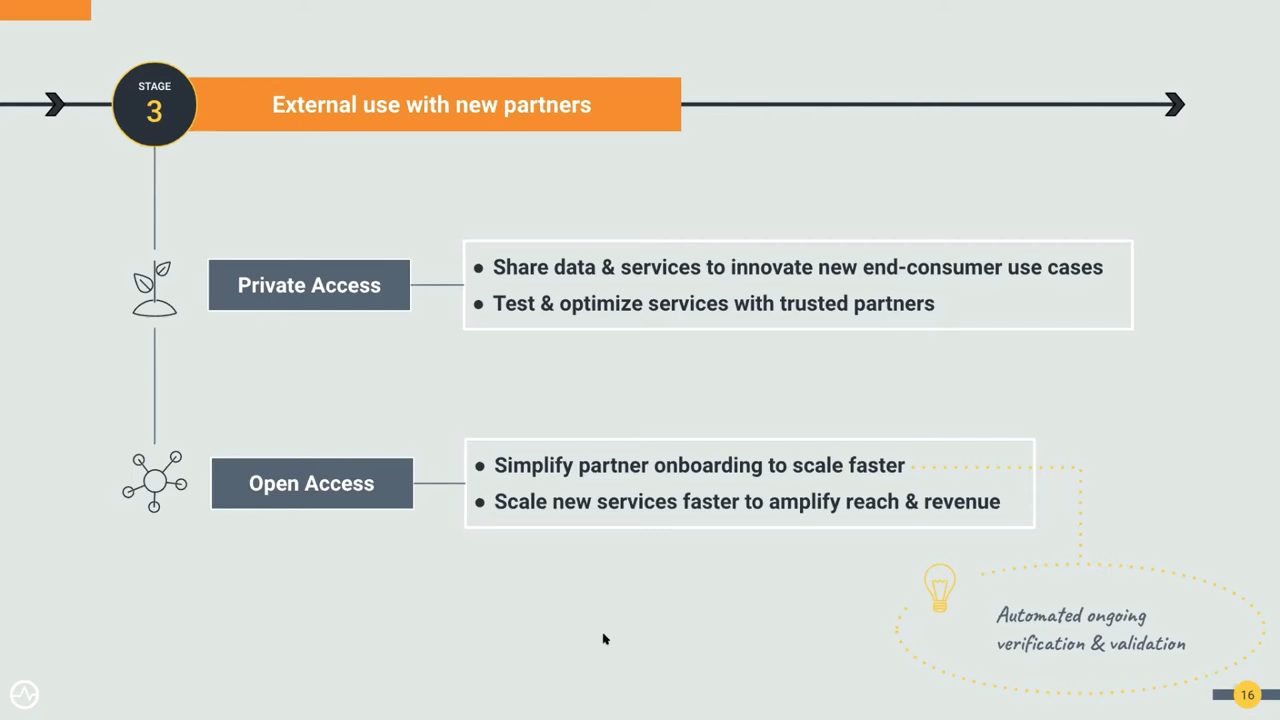 STAGE
3
External use with new partners
Private Access
● Share data & services to innovate new end-consumer use cases
● Test & optimize services with trusted partners
Open Access
● Simplify partner onboarding to scale faster
● Scale new services faster to amplify reach & revenue
Automated ongoing
verification & validation
16